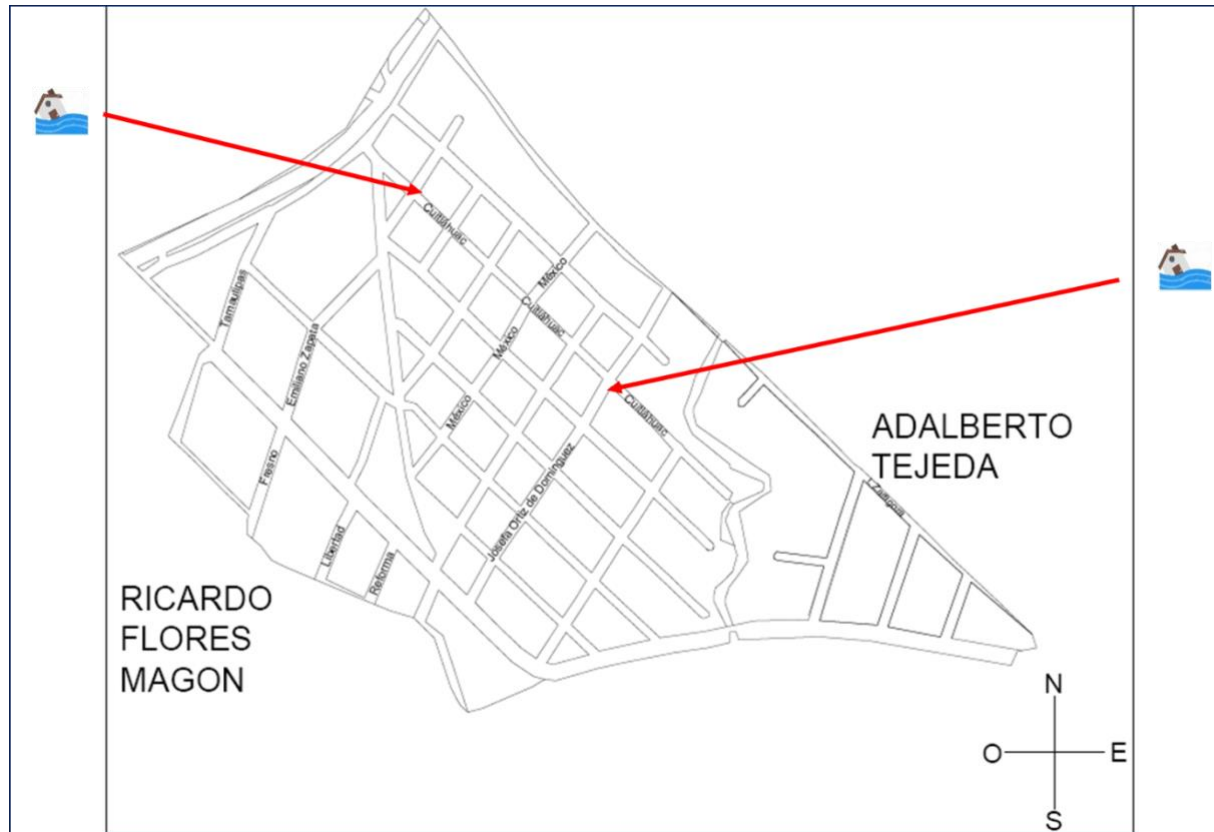 Cuitláhuac
México
Cuitláhuac
México
México
Cuitláhuac
Tamaulipas
Emiliano Zapata
Fresno
Libertad
Reforma
Josefa Ortiz de Domínguez
Zaragoza
ADALBERTO
TEJEDA
RICARDO
FLORES
MAGON
N
O
E
S